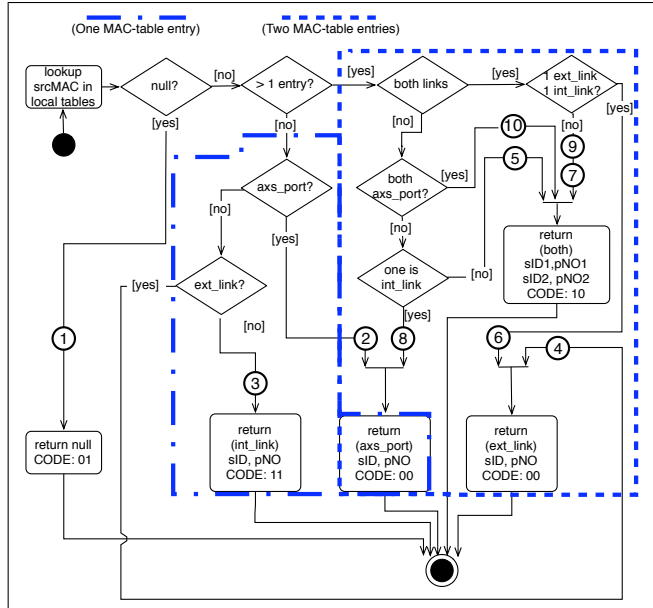 (One MAC-table entry)
(Two MAC-table entries)
lookup
srcMAC in
local tables
null?
[no]
> 1 entry?
[yes]
both links
[yes]
1 ext_link
1 int_link?
[yes]
[yes]
[no]
[no]
[no]
10
9
5
7
axs_port?
both
axs_port?
[yes]
[no]
[yes]
[no]
return
(both)
sID1,pNO1
sID2, pNO2
CODE: 10
one is
int_link
[no]
[yes]
ext_link?
[yes]
[no]
1
2
8
6
4
3
return null
CODE: 01
return
(int_link)
sID, pNO
CODE: 11
return
(axs_port)
sID, pNO
CODE: 00
return
(ext_link)
sID, pNO
CODE: 00